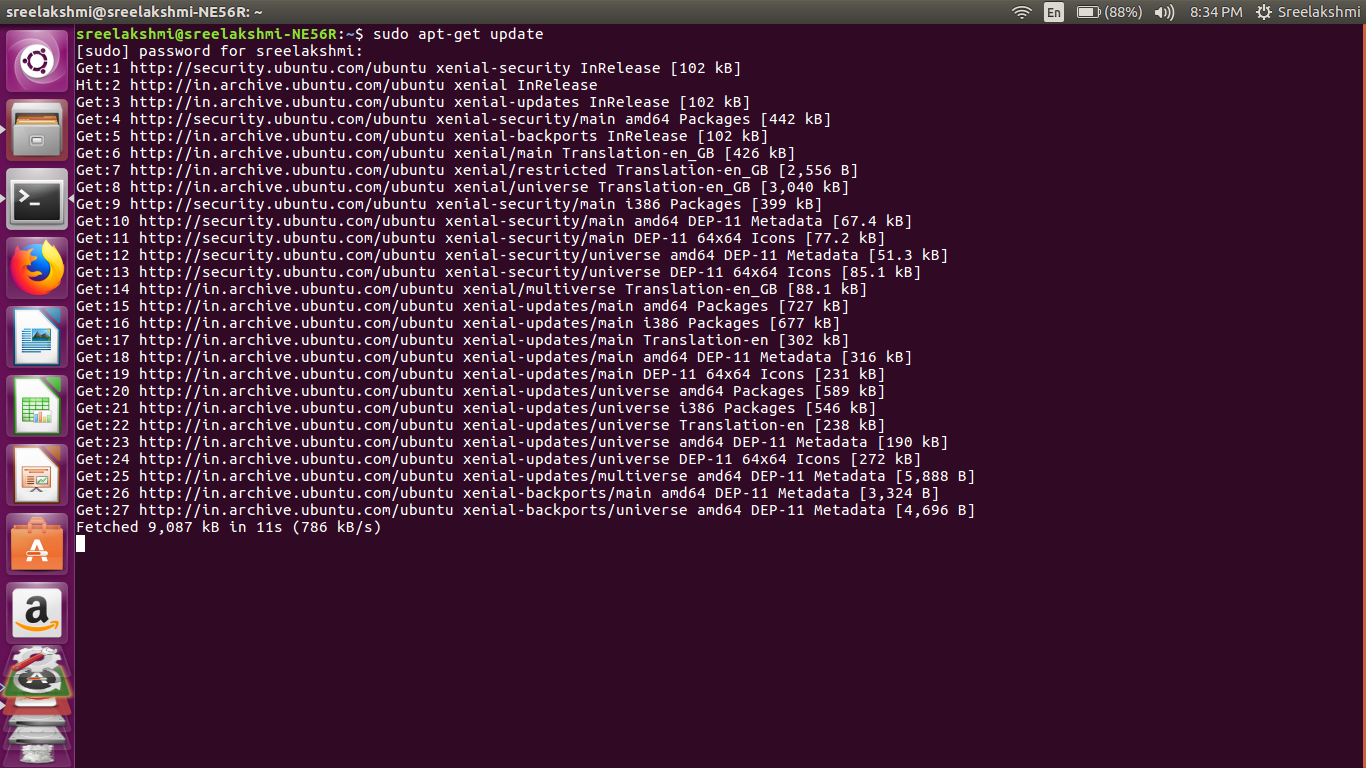 sreelakshmi@sreelakshmi-NE56R: ~
En (88%) 8:34 PM Sreelakshmi
sreelakshmi@sreelakshmi-NE56R:~$ sudo apt-get update
[sudo] password for sreelakshmi:
Get:1 http://security.ubuntu.com/ubuntu xenial-security InRelease [102 kB]
Hit:2 http://in.archive.ubuntu.com/ubuntu xenial InRelease
Get:3 http://in.archive.ubuntu.com/ubuntu xenial-updates InRelease [102 kB]
Get:4 http://security.ubuntu.com/ubuntu xenial-security/main amd64 Packages [442 kB]
Get:5 http://in.archive.ubuntu.com/ubuntu xenial-backports InRelease [102 kB]
Get:6 http://in.archive.ubuntu.com/ubuntu xenial/main Translation-en_GB [426 kB]
Get:7 http://in.archive.ubuntu.com/ubuntu xenial/restricted Translation-en_GB [2,556 B]
Get:8 http://in.archive.ubuntu.com/ubuntu xenial/universe Translation-en_GB [3,040 kB]
Get:9 http://security.ubuntu.com/ubuntu xenial-security/main i386 Packages [399 kB]
Get:10 http://security.ubuntu.com/ubuntu xenial-security/main amd64 DEP-11 Metadata [67.4 kB]
Get:11 http://security.ubuntu.com/ubuntu xenial-security/main DEP-11 64x64 Icons [77.2 kB]
Get:12 http://security.ubuntu.com/ubuntu xenial-security/universe amd64 DEP-11 Metadata [51.3 kB]
Get:13 http://security.ubuntu.com/ubuntu xenial-security/universe DEP-11 64x64 Icons [85.1 kB]
Get:14 http://in.archive.ubuntu.com/ubuntu xenial/multiverse Translation-en_GB [88.1 kB]
Get:15 http://in.archive.ubuntu.com/ubuntu xenial-updates/main amd64 Packages [727 kB]
Get:16 http://in.archive.ubuntu.com/ubuntu xenial-updates/main i386 Packages [677 kB]
Get:17 http://in.archive.ubuntu.com/ubuntu xenial-updates/main Translation-en [302 kB]
Get:18 http://in.archive.ubuntu.com/ubuntu xenial-updates/main amd64 DEP-11 Metadata [316 kB]
Get:19 http://in.archive.ubuntu.com/ubuntu xenial-updates/main DEP-11 64x64 Icons [231 kB]
Get:20 http://in.archive.ubuntu.com/ubuntu xenial-updates/universe amd64 Packages [589 kB]
Get:21 http://in.archive.ubuntu.com/ubuntu xenial-updates/universe i386 Packages [546 kB]
Get:22 http://in.archive.ubuntu.com/ubuntu xenial-updates/universe Translation-en [238 kB]
Get:23 http://in.archive.ubuntu.com/ubuntu xenial-updates/universe amd64 DEP-11 Metadata [190 kB]
Get:24 http://in.archive.ubuntu.com/ubuntu xenial-updates/universe DEP-11 64x64 Icons [272 kB]
Get:25 http://in.archive.ubuntu.com/ubuntu xenial-updates/multiverse amd64 DEP-11 Metadata [5,888 B]
Get:26 http://in.archive.ubuntu.com/ubuntu xenial-backports/main amd64 DEP-11 Metadata [3,324 B]
Get:27 http://in.archive.ubuntu.com/ubuntu xenial-backports/universe amd64 DEP-11 Metadata [4,696 B]
Fetched 9,087 kB in 11s (786 kB/s)